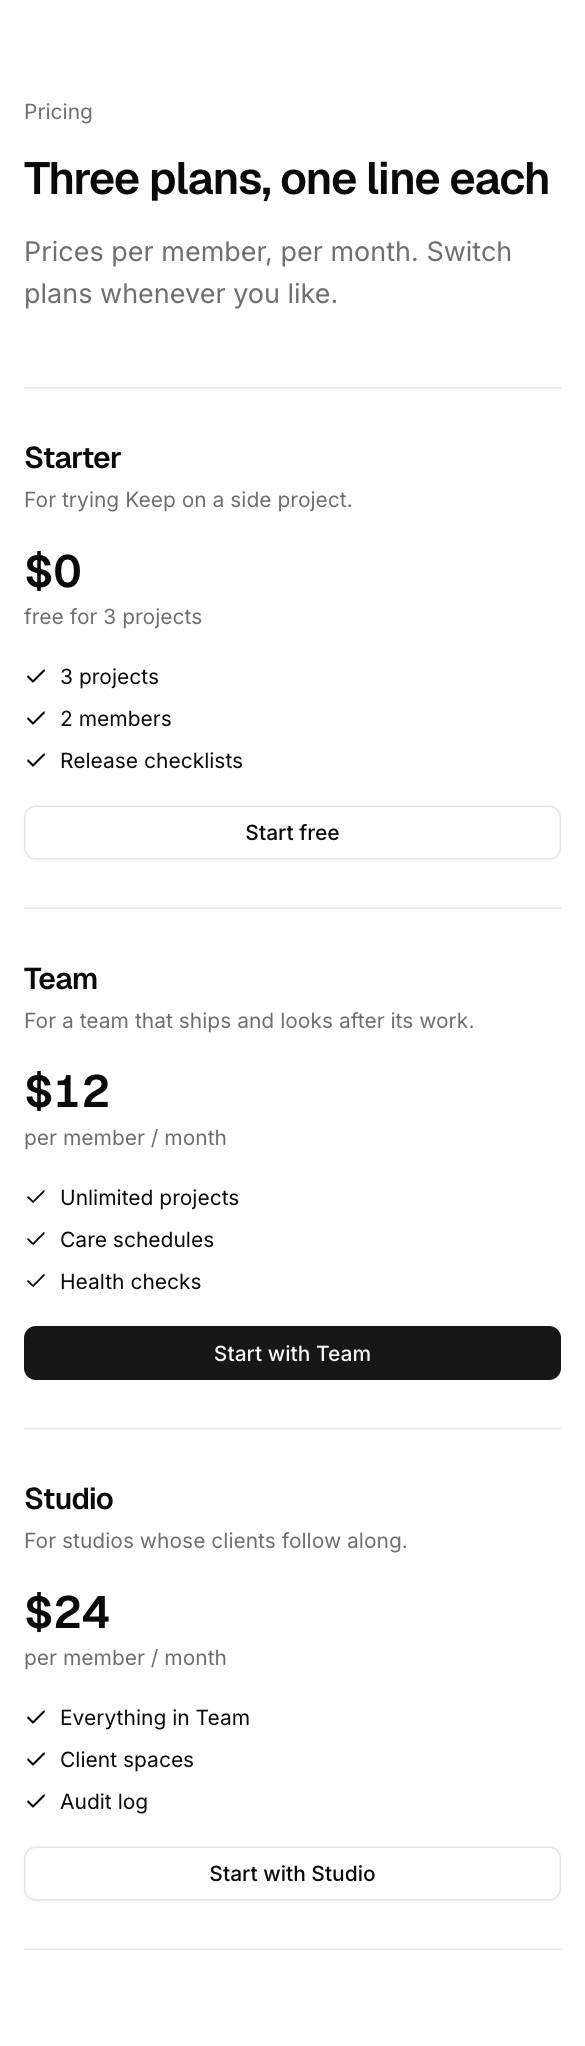 Pricing
Three plans, one line each
Prices per member, per month. Switch
plans whenever you like.
Starter
For trying Keep on a side project.
$0
free for 3 projects
3 projects
2 members
Release checklists
Start free
Team
For a team that ships and looks after its work.
$12
per member / month
Unlimited projects
Care schedules
Health checks
Start with Team
Studio
For studios whose clients follow along.
$24
per member / month
Everything in Team
Client spaces
Audit log
Start with Studio